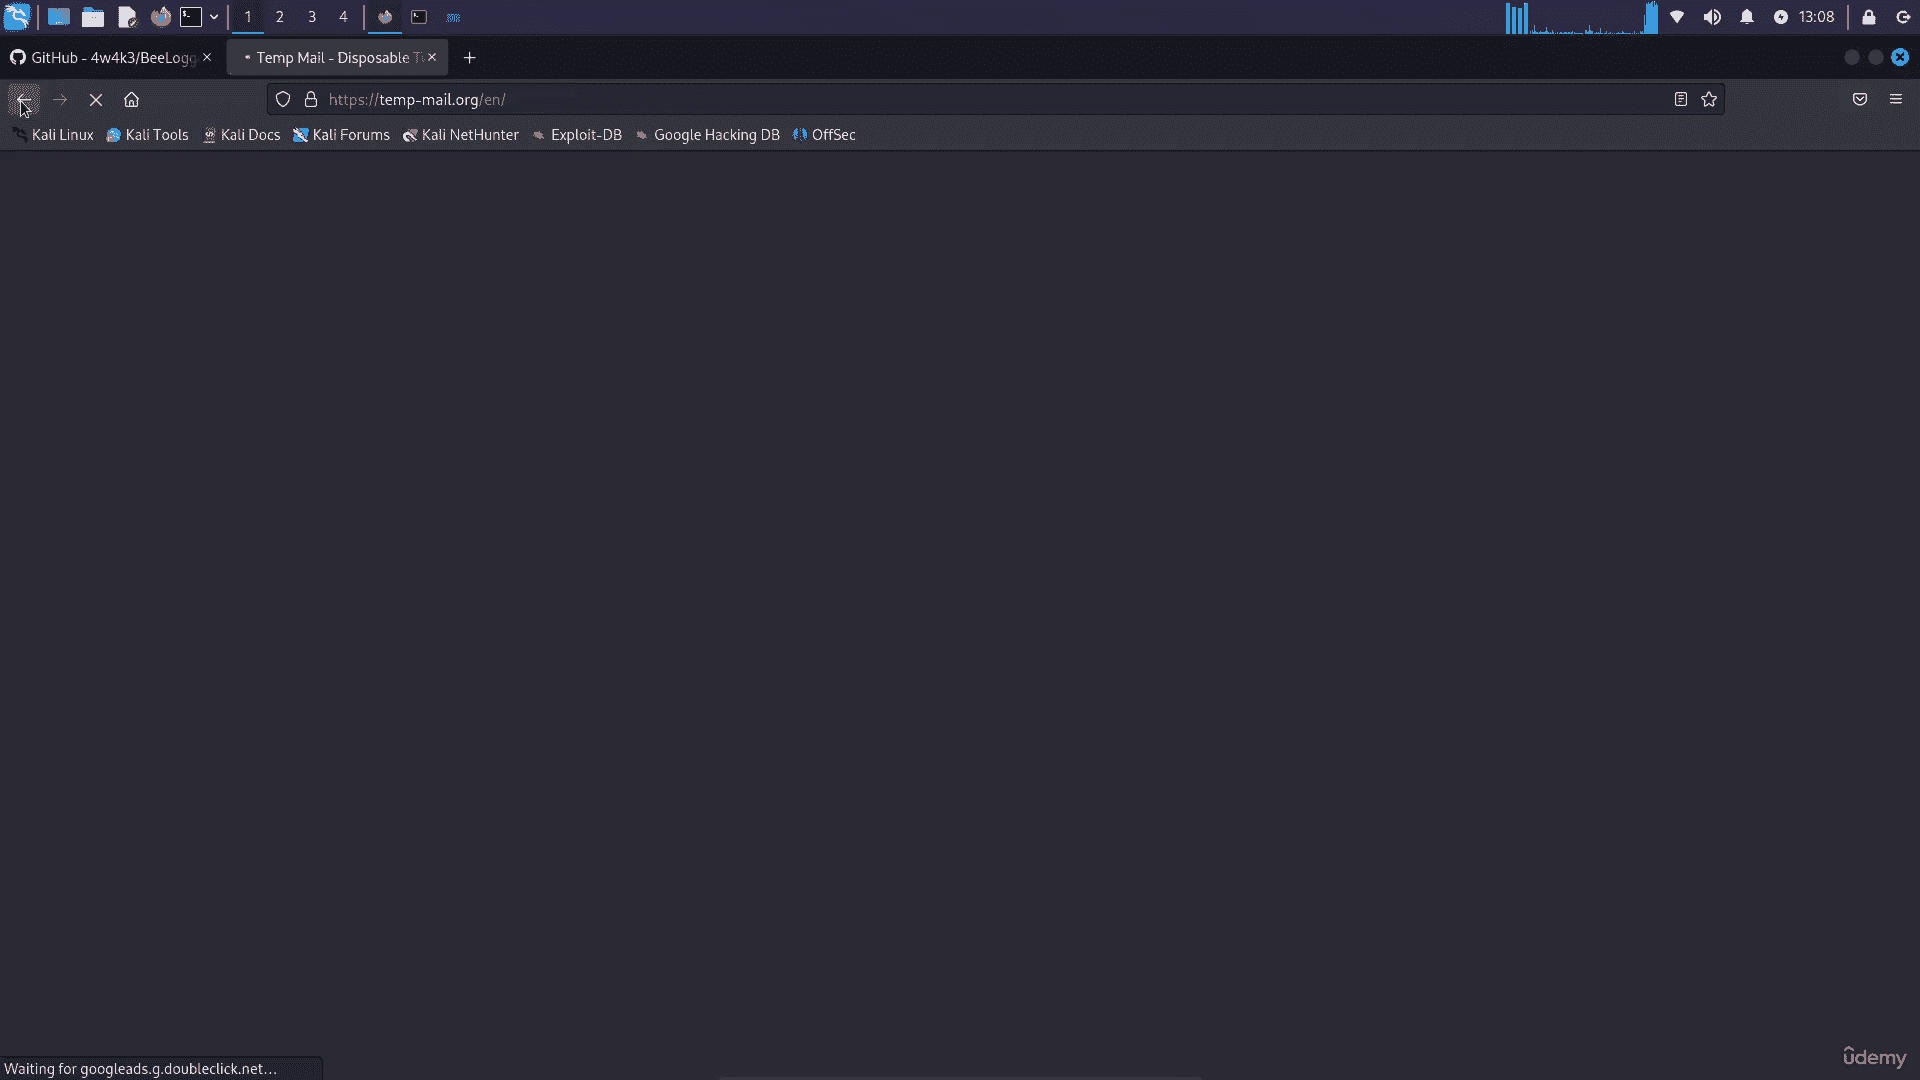 1 2 3 4 13:08
GitHub - 4w4k3/BeeLogg Temp Mail - Disposable
https://temp-mail.org/en/
Kali Linux Kali Tools Kali Docs Kali Forums Kali NetHunter Exploit-DB Google Hacking DB OffSec
Waiting for googleads.g.doubleclick.net...
ûdemy